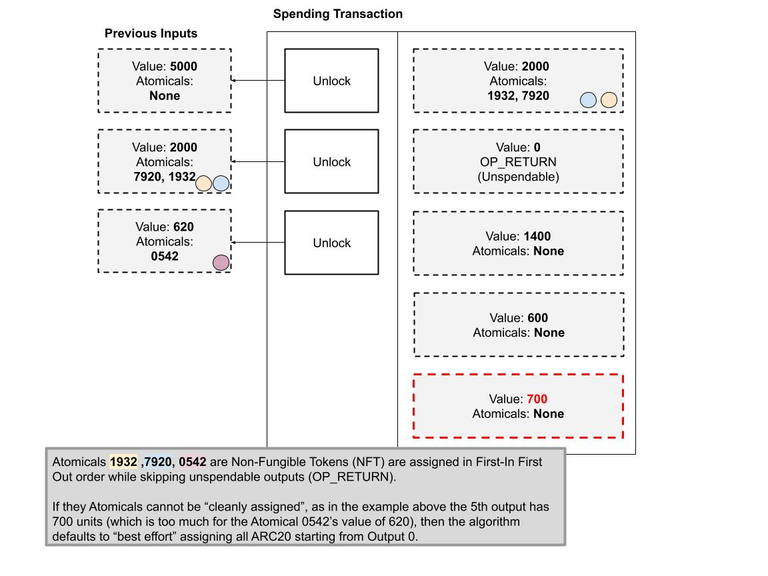 Spending Transaction
Previous Inputs
Value: 5000
Atomicals:
None
Value: 2000
Atomicals:
7920, 1932
Value: 620
Atomicals:
0542
Unlock
Unlock
Unlock
Value: 2000
Atomicals:
1932, 7920
Value: 0
OP_RETURN
(Unspendable)
Value: 1400
Atomicals: None
Value: 600
Atomicals: None
Value: 700
Atomicals: None
Atomicals 1932 ,7920, 0542 are Non-Fungible Tokens (NFT) are assigned in First-In First
Out order while skipping unspendable outputs (OP_RETURN).
If they Atomicals cannot be “cleanly assigned”, as in the example above the 5th output has
700 units (which is too much for the Atomical 0542’s value of 620), then the algorithm
defaults to “best effort” assigning all ARC20 starting from Output 0.